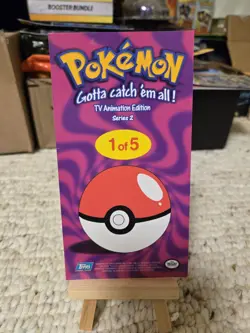 BOOSTER BUNDLE
POKéMON
Gotta catch 'em all!
TV Animation Edition
Series 2
1 of 5
Topps